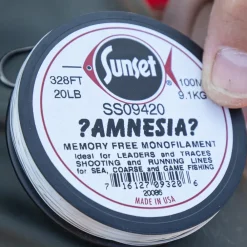 Sunset
328FT 100M
20LB 9.1KG
SS09420
?AMNESIA?
MEMORY FREE MONOFILAMENT
Ideal for LEADERS and TRACES
SHOOTING and RUNNING LINES
for SEA, COARSE and GAME FISHING
7 16127 09320 6
20086
MADE IN USA